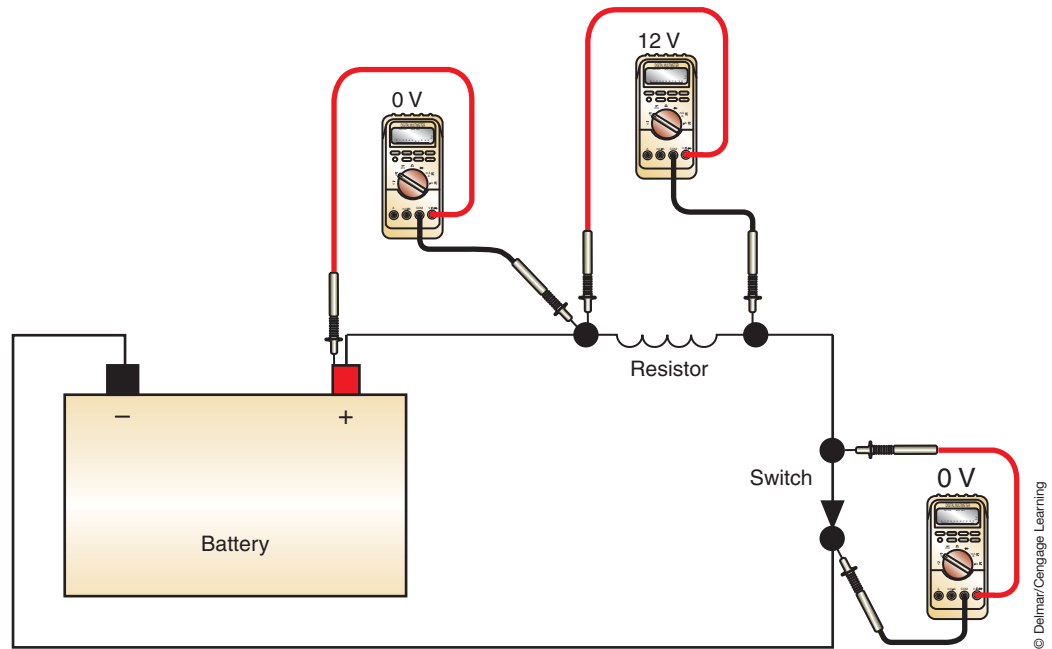 12 V
0 V
Resistor
−
+
Switch
0 V
Battery
© Delmar/Cengage Learning